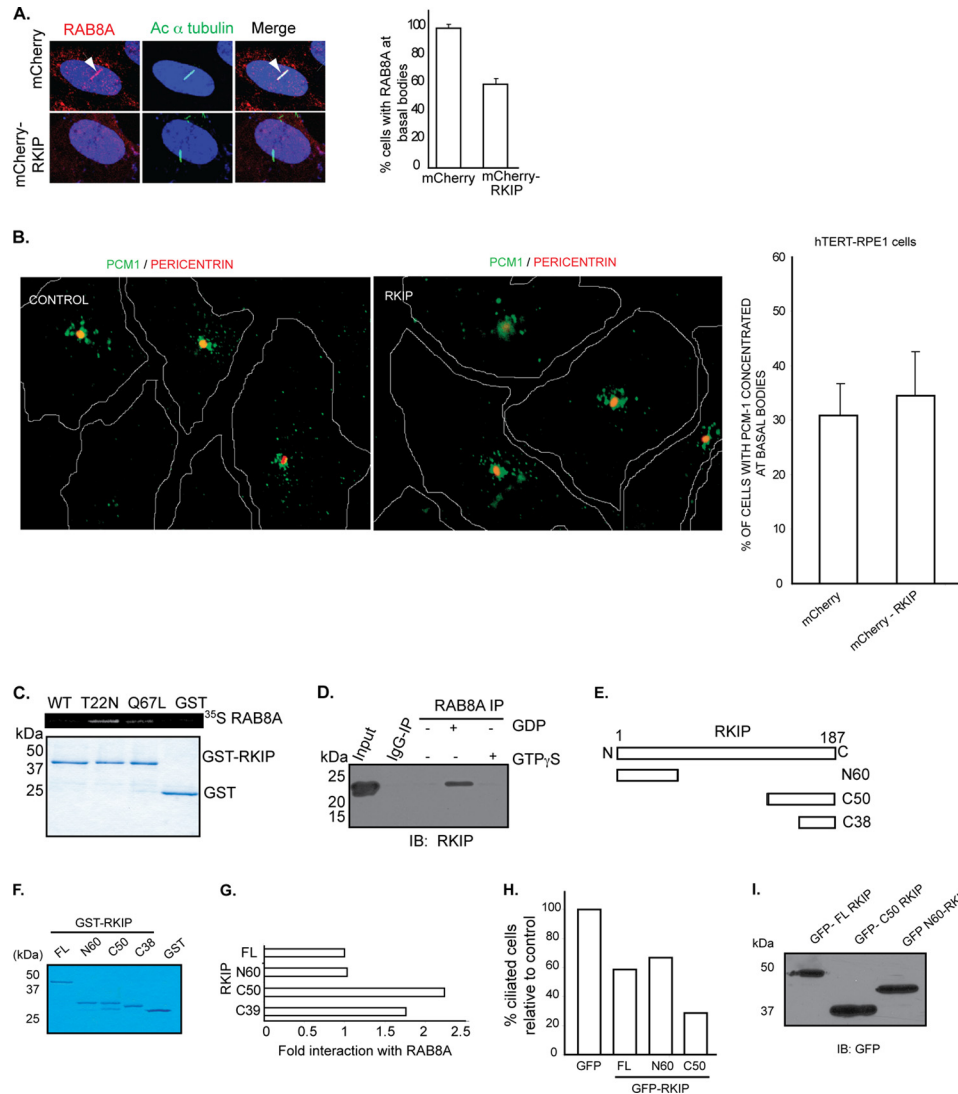 A.
RAB8A Ac α tubulin Merge
mCherry
mCherry-RKIP
% cells with RAB8A at basal bodies
100
80
60
40
20
0
mCherry mCherry-RKIP
B.
PCM1 / PERICENTRIN
CONTROL
PCM1 / PERICENTRIN
RKIP
hTERT-RPE1 cells
% OF CELLS WITH PCM-1 CONCENTRATED AT BASAL BODIES
60
50
40
30
20
10
0
mCherry
mCherry - RKIP
C.
WT T22N Q67L GST
35S RAB8A
kDa
50
37
25
GST-RKIP
GST
D.
Input
IgG-IP
RAB8A IP
- + GDP
- - + GTPγS
kDa
25
20
15
IB: RKIP
E.
1 RKIP 187
N C
N60
C50
C38
F.
GST-RKIP
(kDa) FL N60 C50 C38 GST
50
37
25
G.
RKIP
FL
N60
C50
C39
0 0.5 1 1.5 2 2.5
Fold interaction with RAB8A
H.
% ciliated cells relative to control
100
80
60
40
20
0
GFP FL N60 C50
GFP-RKIP
I.
GFP- FL RKIP
GFP- C50 RKIP
GFP N60-RK
kDa
50
37
IB: GFP